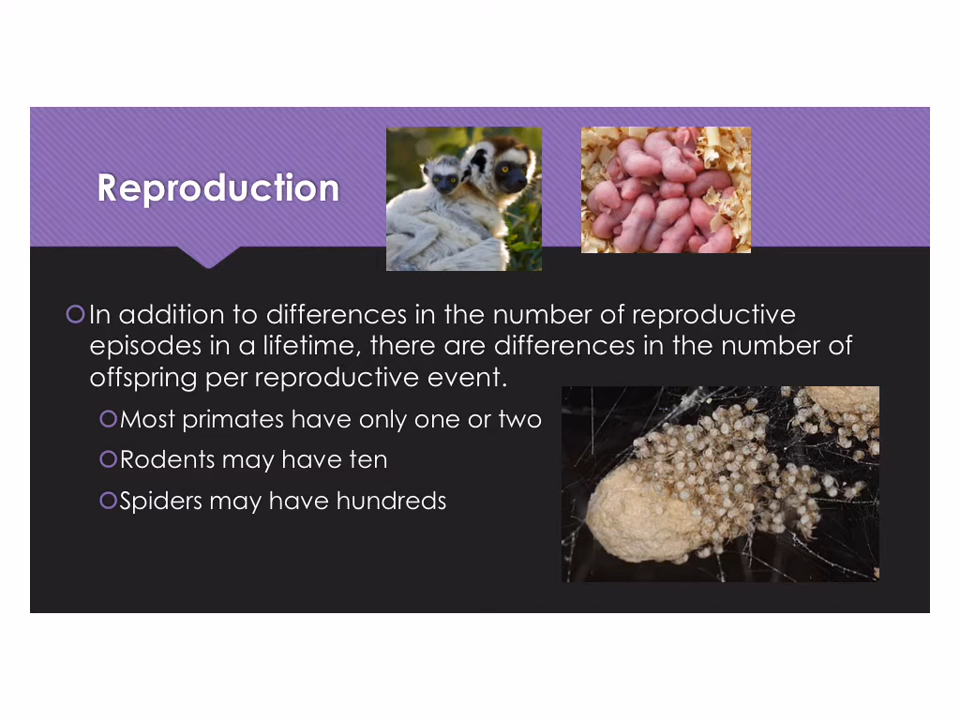 Reproduction
In addition to differences in the number of reproductive
episodes in a lifetime, there are differences in the number of
offspring per reproductive event.
Most primates have only one or two
Rodents may have ten
Spiders may have hundreds